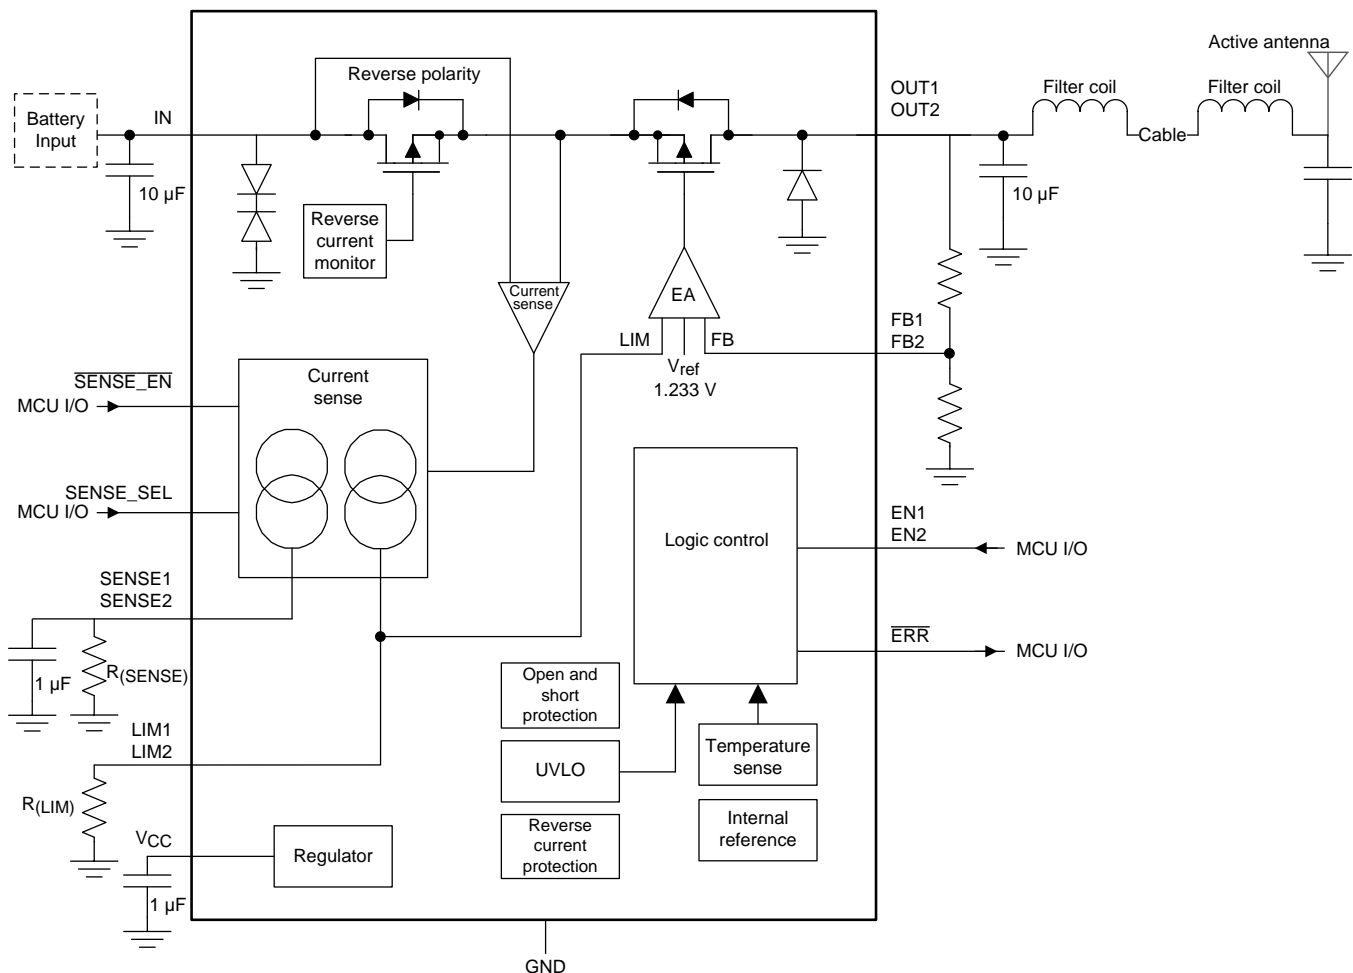 Active antenna
Reverse polarity
OUT1
OUT2
Filter coil
Filter coil
Battery
Input
IN
Cable
10 µF
10 µF
Reverse
current
monitor
Current
sense
EA
LIM
FB
FB1
FB2
Vref
1.233 V
SENSE_EN
MCU I/O
Current
sense
SENSE_SEL
MCU I/O
EN1
EN2
MCU I/O
Logic control
SENSE1
SENSE2
ERR
MCU I/O
1 µF
R(SENSE)
Open and
short
protection
LIM1
LIM2
UVLO
Temperature
sense
R(LIM)
VCC
Regulator
Reverse
current
protection
Internal
reference
1 µF
GND